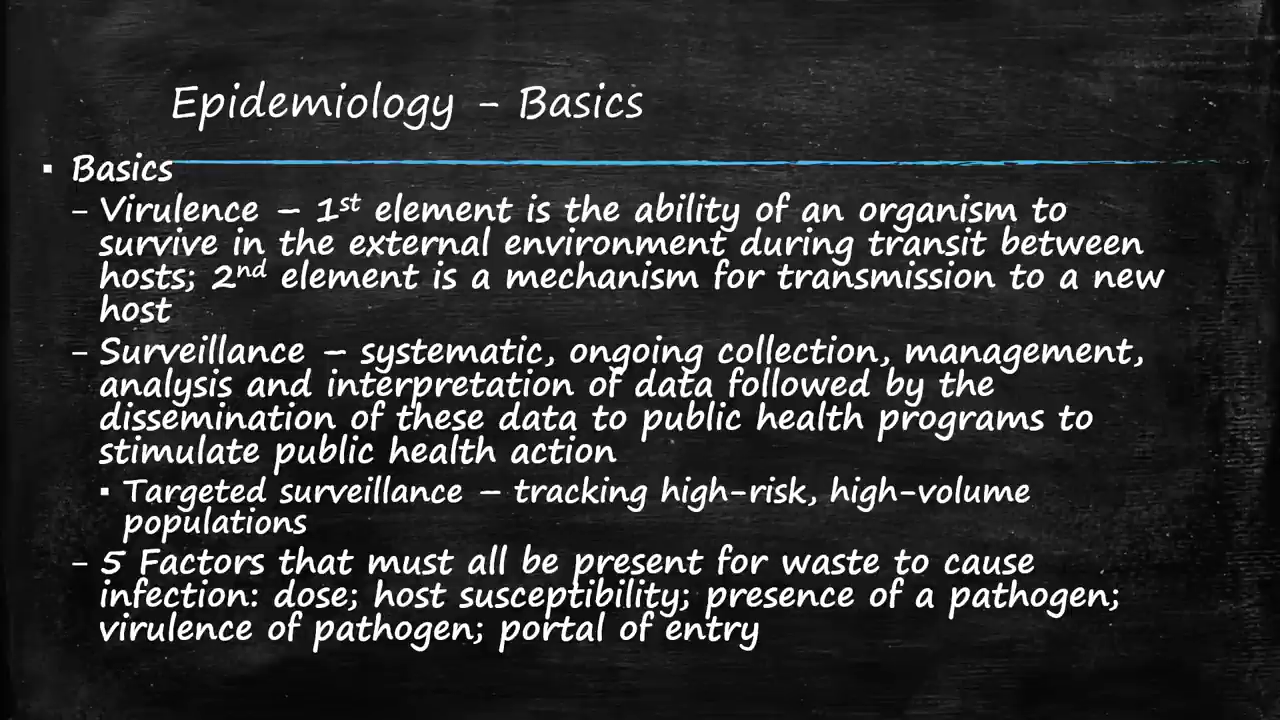 Epidemiology – Basics
▪ Basics
– Virulence – 1st element is the ability of an organism to
survive in the external environment during transit between
hosts; 2nd element is a mechanism for transmission to a new
host
– Surveillance – systematic, ongoing collection, management,
analysis and interpretation of data followed by the
dissemination of these data to public health programs to
stimulate public health action
▪ Targeted surveillance – tracking high-risk, high-volume
populations
– 5 Factors that must all be present for waste to cause
infection: dose; host susceptibility; presence of a pathogen;
virulence of pathogen; portal of entry